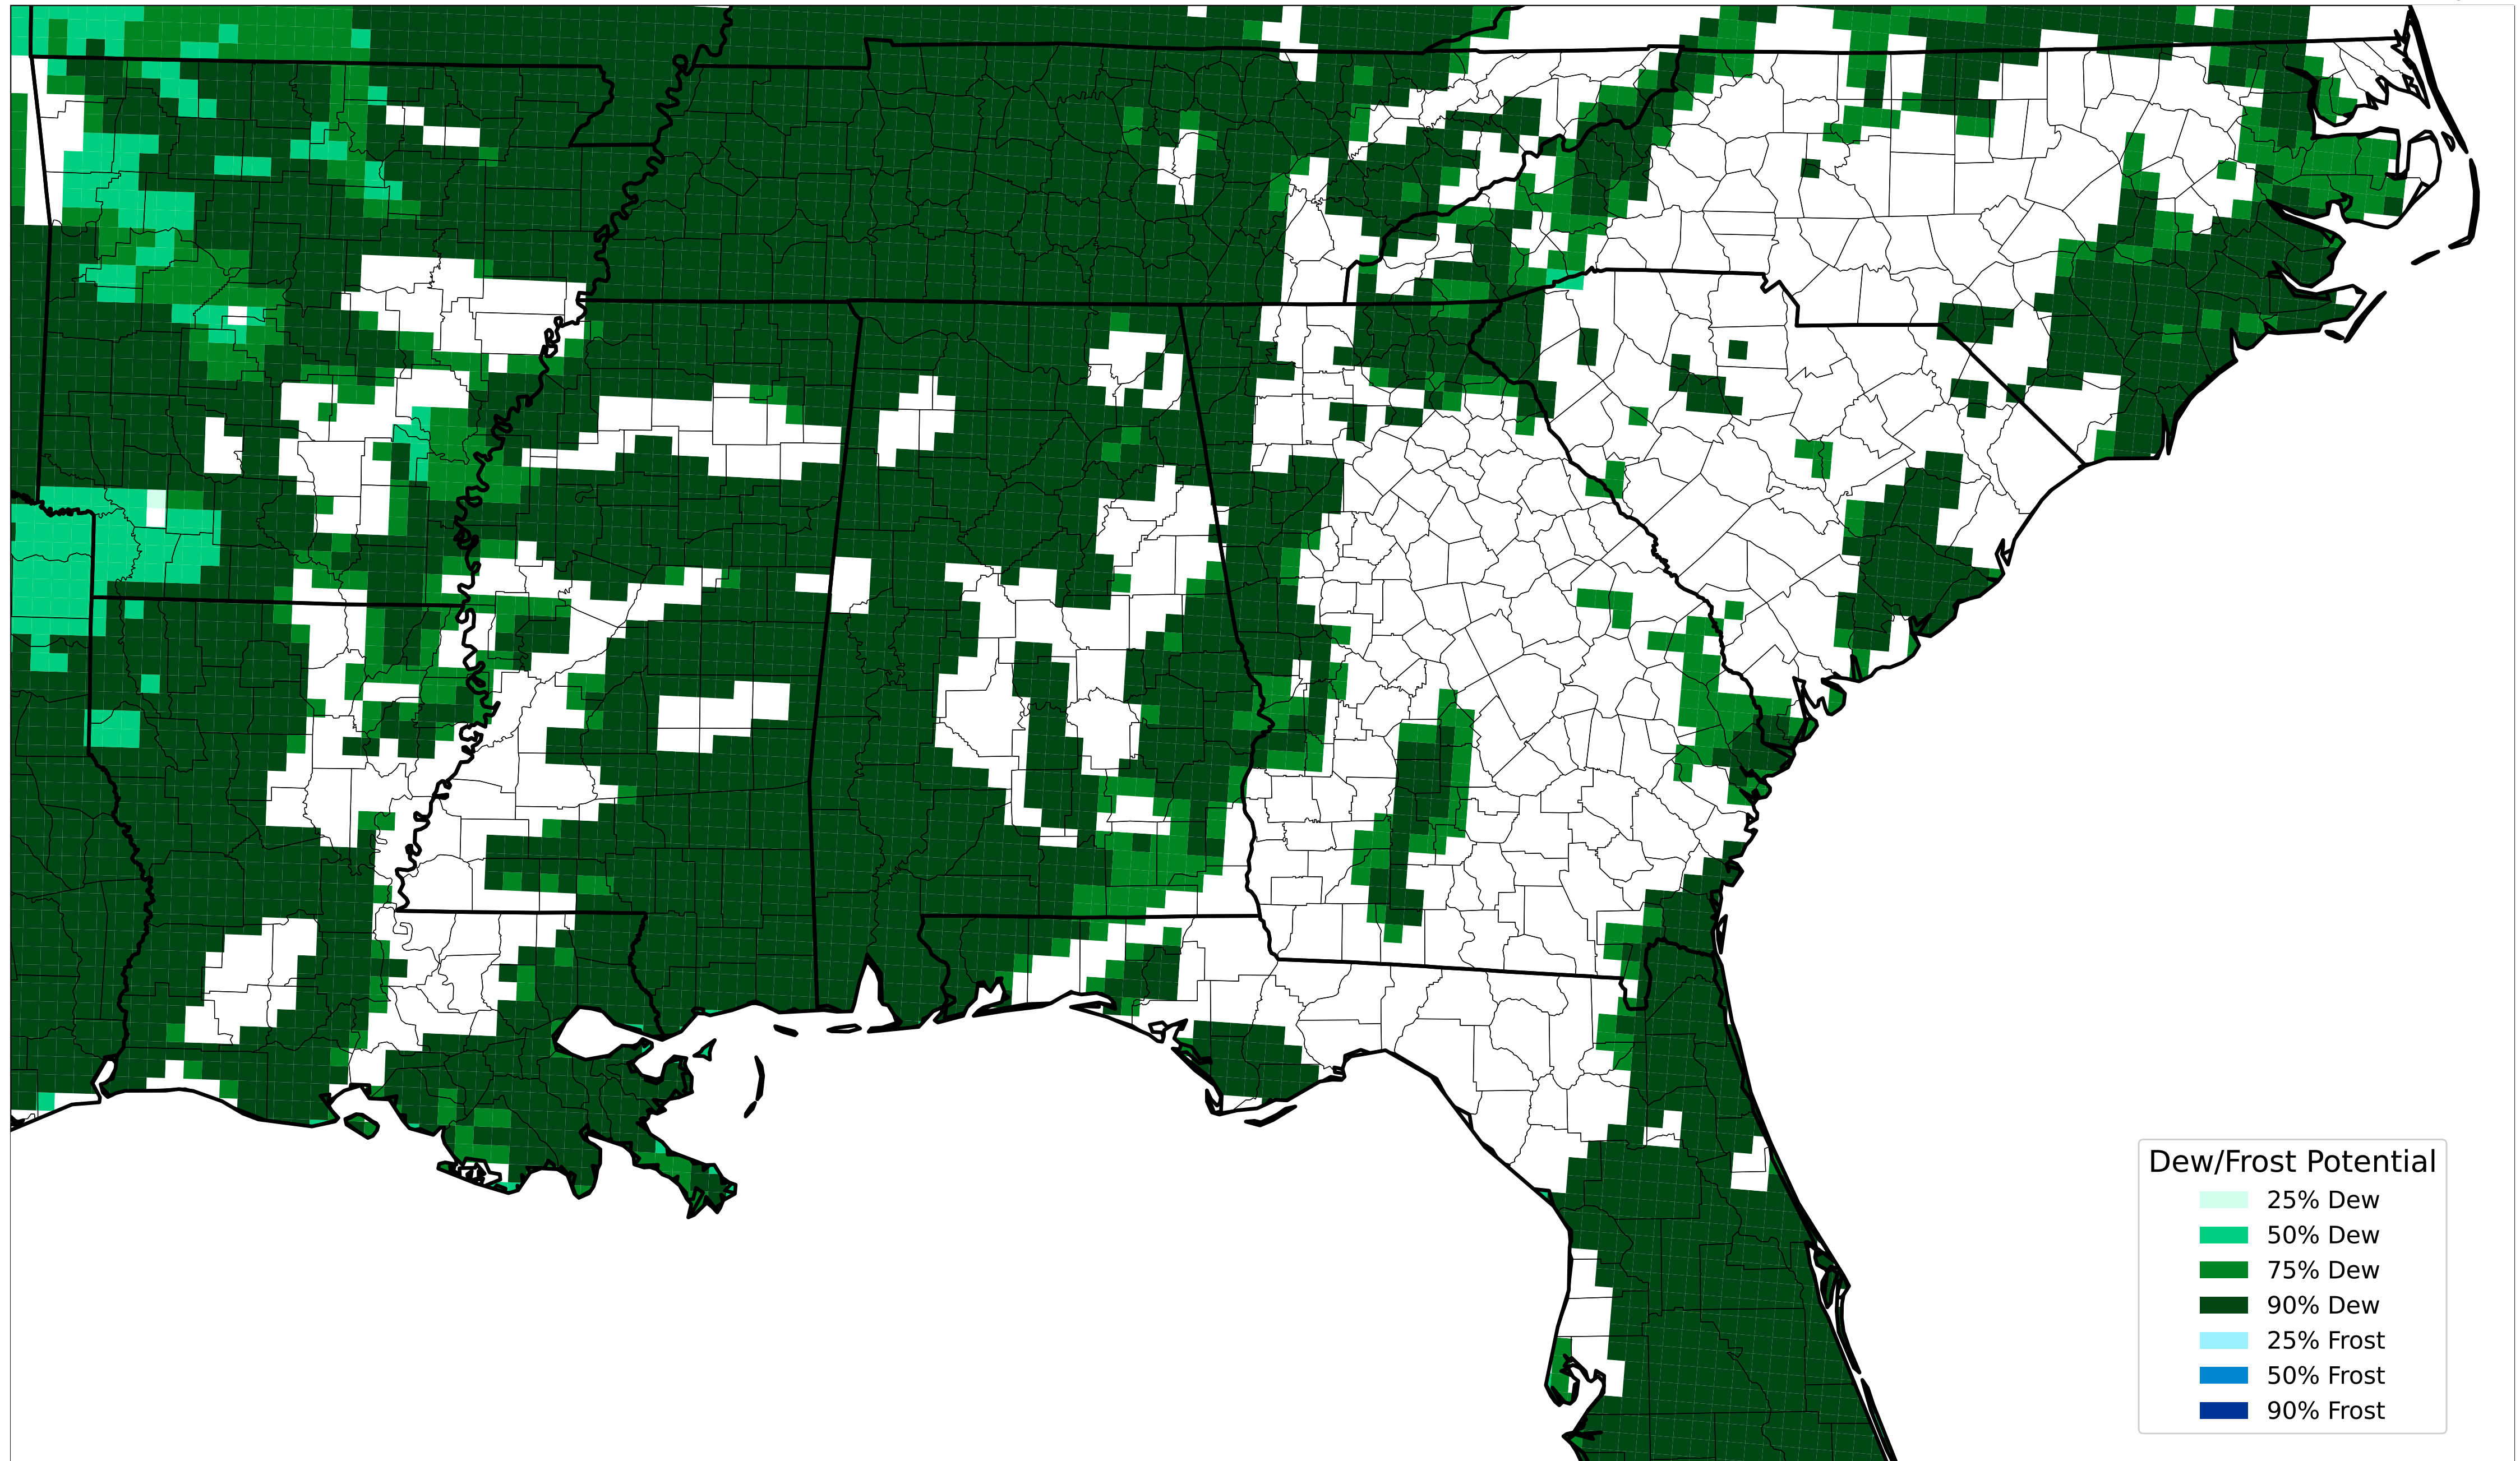 Dew/Frost Potential
25% Dew
50% Dew
75% Dew
90% Dew
25% Frost
50% Frost
90% Frost